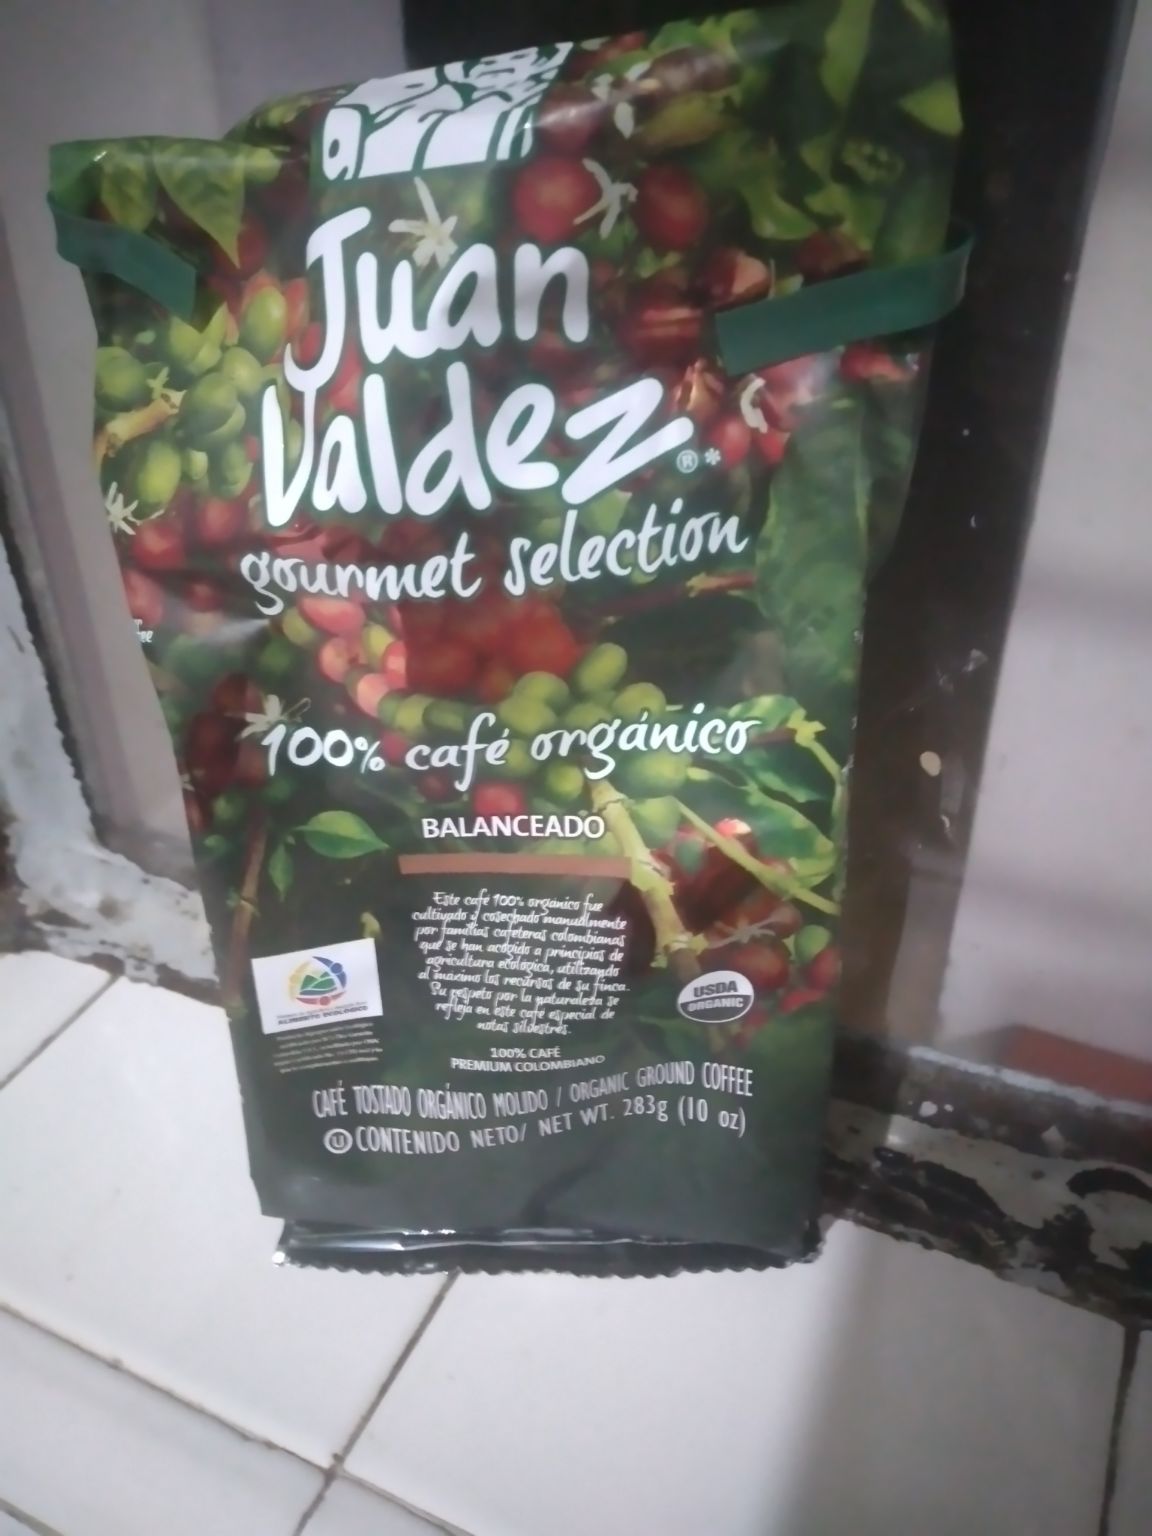 Juan
Valdez®*
gourmet selection
100% café orgánico
BALANCEADO
Este café 100% orgánico fue
cultivado y cosechado manualmente
por familias cafeteras colombianas
que se han acogido a principios de
agricultura ecológica, utilizando
al máximo los recursos de su finca.
Su respeto por la naturaleza se
refleja en este café especial de
notas silvestres.
ALIMENTO ECOLÓGICO
USDA
ORGANIC
100% CAFÉ
PREMIUM COLOMBIANO
CAFÉ TOSTADO ORGÁNICO MOLIDO / ORGANIC GROUND COFFEE
U CONTENIDO NETO/ NET WT. 283g (10 oz)